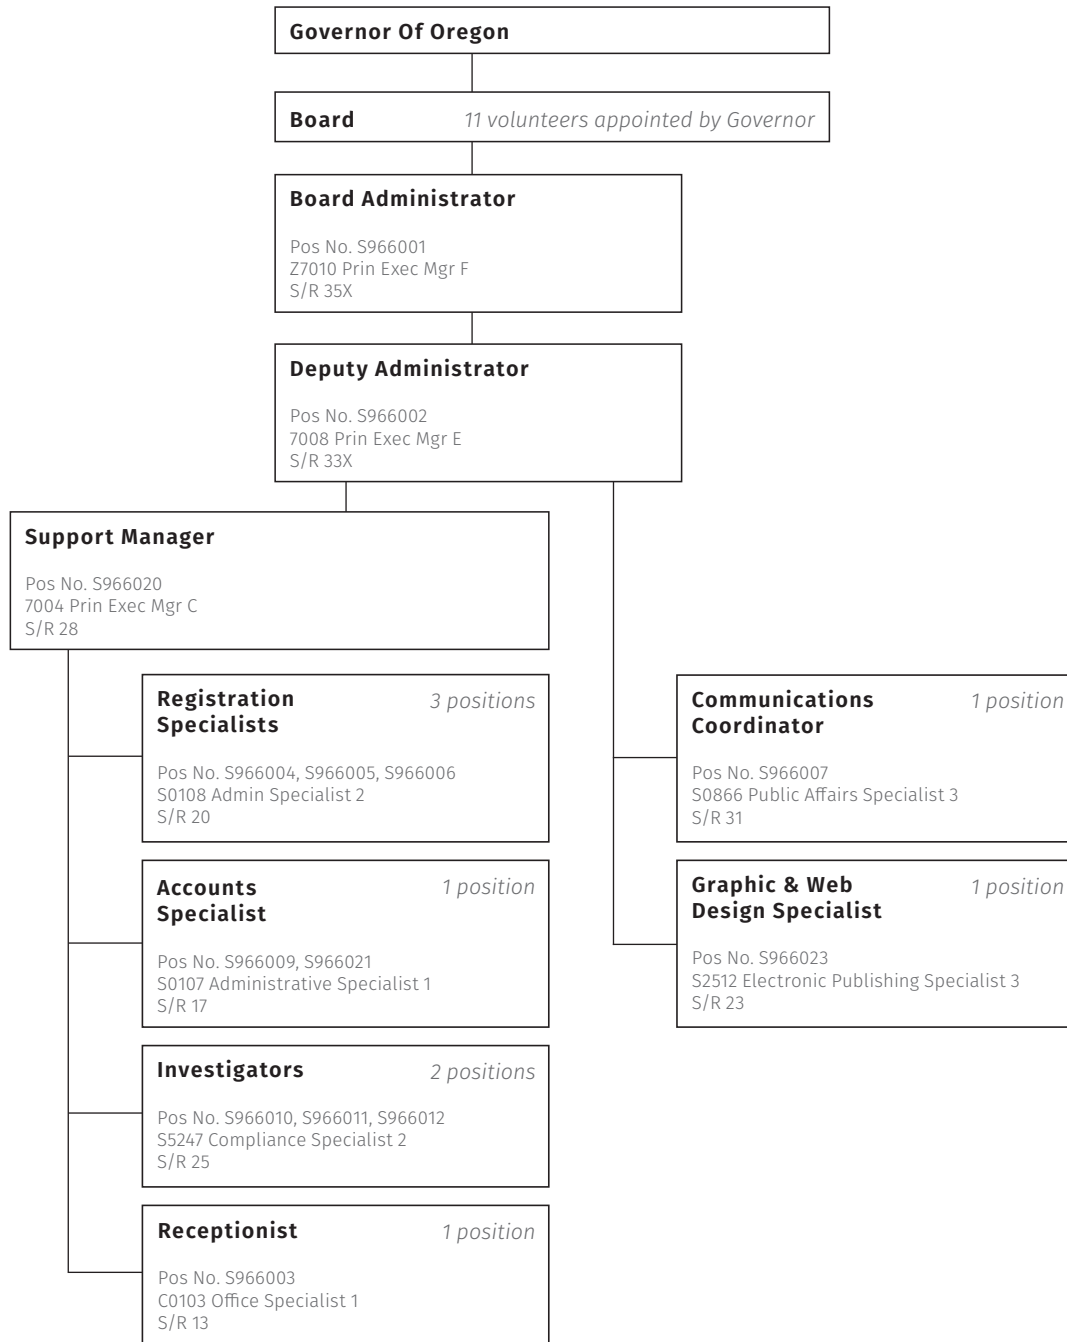 Governor Of Oregon
Board 11 volunteers appointed by Governor
Board Administrator
Pos No. S966001
Z7010 Prin Exec Mgr F
S/R 35X
Deputy Administrator
Pos No. S966002
7008 Prin Exec Mgr E
S/R 33X
Support Manager
Pos No. S966020
7004 Prin Exec Mgr C
S/R 28
Registration 3 positions
Specialists
Pos No. S966004, S966005, S966006
S0108 Admin Specialist 2
S/R 20
Accounts 1 position
Specialist
Pos No. S966009, S966021
S0107 Administrative Specialist 1
S/R 17
Investigators 2 positions
Pos No. S966010, S966011, S966012
S5247 Compliance Specialist 2
S/R 25
Receptionist 1 position
Pos No. S966003
C0103 Office Specialist 1
S/R 13
Communications 1 position
Coordinator
Pos No. S966007
S0866 Public Affairs Specialist 3
S/R 31
Graphic & Web 1 position
Design Specialist
Pos No. S966023
S2512 Electronic Publishing Specialist 3
S/R 23